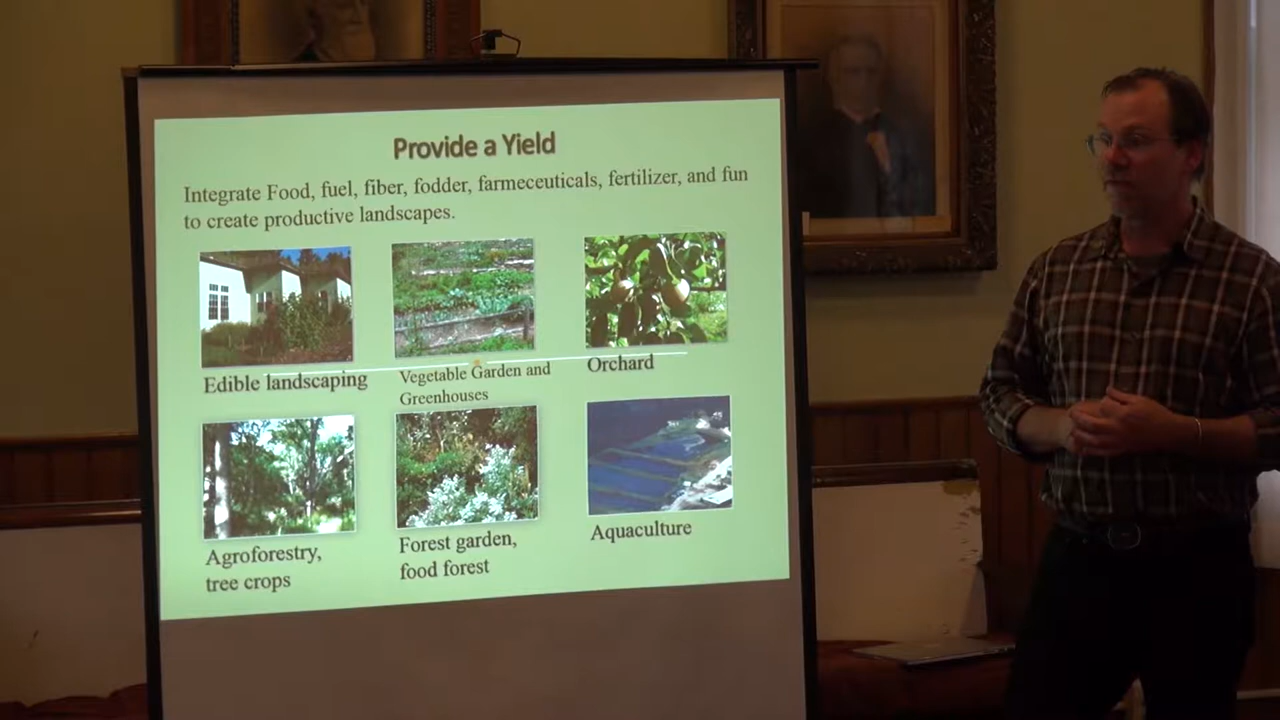 Provide a Yield
Integrate Food, fuel, fiber, fodder, farmeceuticals, fertilizer, and fun
to create productive landscapes.
Edible landscaping
Vegetable Garden and
Greenhouses
Orchard
Agroforestry,
tree crops
Forest garden,
food forest
Aquaculture